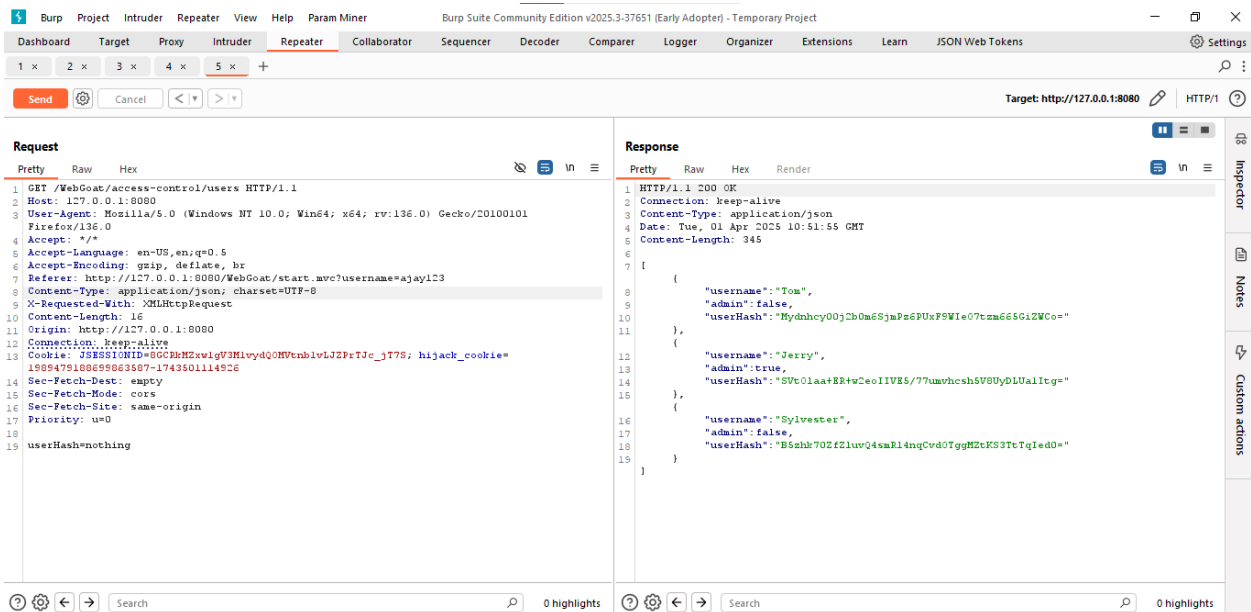 Burp Project Intruder Repeater View Help Param Miner Burp Suite Community Edition v2025.3-37651 (Early Adopter) - Temporary Project
Dashboard Target Proxy Intruder Repeater Collaborator Sequencer Decoder Comparer Logger Organizer Extensions Learn JSON Web Tokens Settings
1 × 2 × 3 × 4 × 5 × +
Send Cancel < > Target: http://127.0.0.1:8080 HTTP/1
Request
Pretty Raw Hex \n
1 GET /WebGoat/access-control/users HTTP/1.1
2 Host: 127.0.0.1:8080
3 User-Agent: Mozilla/5.0 (Windows NT 10.0; Win64; x64; rv:136.0) Gecko/20100101
Firefox/136.0
4 Accept: */*
5 Accept-Language: en-US,en;q=0.5
6 Accept-Encoding: gzip, deflate, br
7 Referer: http://127.0.0.1:8080/WebGoat/start.mvc?username=ajay123
8 Content-Type: application/json; charset=UTF-8
9 X-Requested-With: XMLHttpRequest
10 Content-Length: 16
11 Origin: http://127.0.0.1:8080
12 Connection: keep-alive
13 Cookie: JSESSIONID=8GCRkMZxwlgV3MlvydQ0MVtnblvLJZPrTJc_jT7S; hijack_cookie=
1989479188699863587-1743501114926
14 Sec-Fetch-Dest: empty
15 Sec-Fetch-Mode: cors
16 Sec-Fetch-Site: same-origin
17 Priority: u=0
18
19 userHash=nothing
Response
Pretty Raw Hex Render \n
1 HTTP/1.1 200 OK
2 Connection: keep-alive
3 Content-Type: application/json
4 Date: Tue, 01 Apr 2025 10:51:55 GMT
5 Content-Length: 345
6
7 [
{
8 "username":"Tom",
9 "admin":false,
10 "userHash":"Mydnhcy00j2b0m6SjmPz6PUxF9WIeO7tzm665GiZWCo="
11 },
{
12 "username":"Jerry",
13 "admin":true,
14 "userHash":"SVtOlaa+ER+w2eoIIVE5/77umvhcsh5V8UyDLUa1Itg="
15 },
{
16 "username":"Sylvester",
17 "admin":false,
18 "userHash":"B5zhk70ZfZluvQ4smRl4nqCvdOTggMZtKS3TtTqIed0="
19 }
]
Inspector
Notes
Custom actions
Search 0 highlights
Search 0 highlights